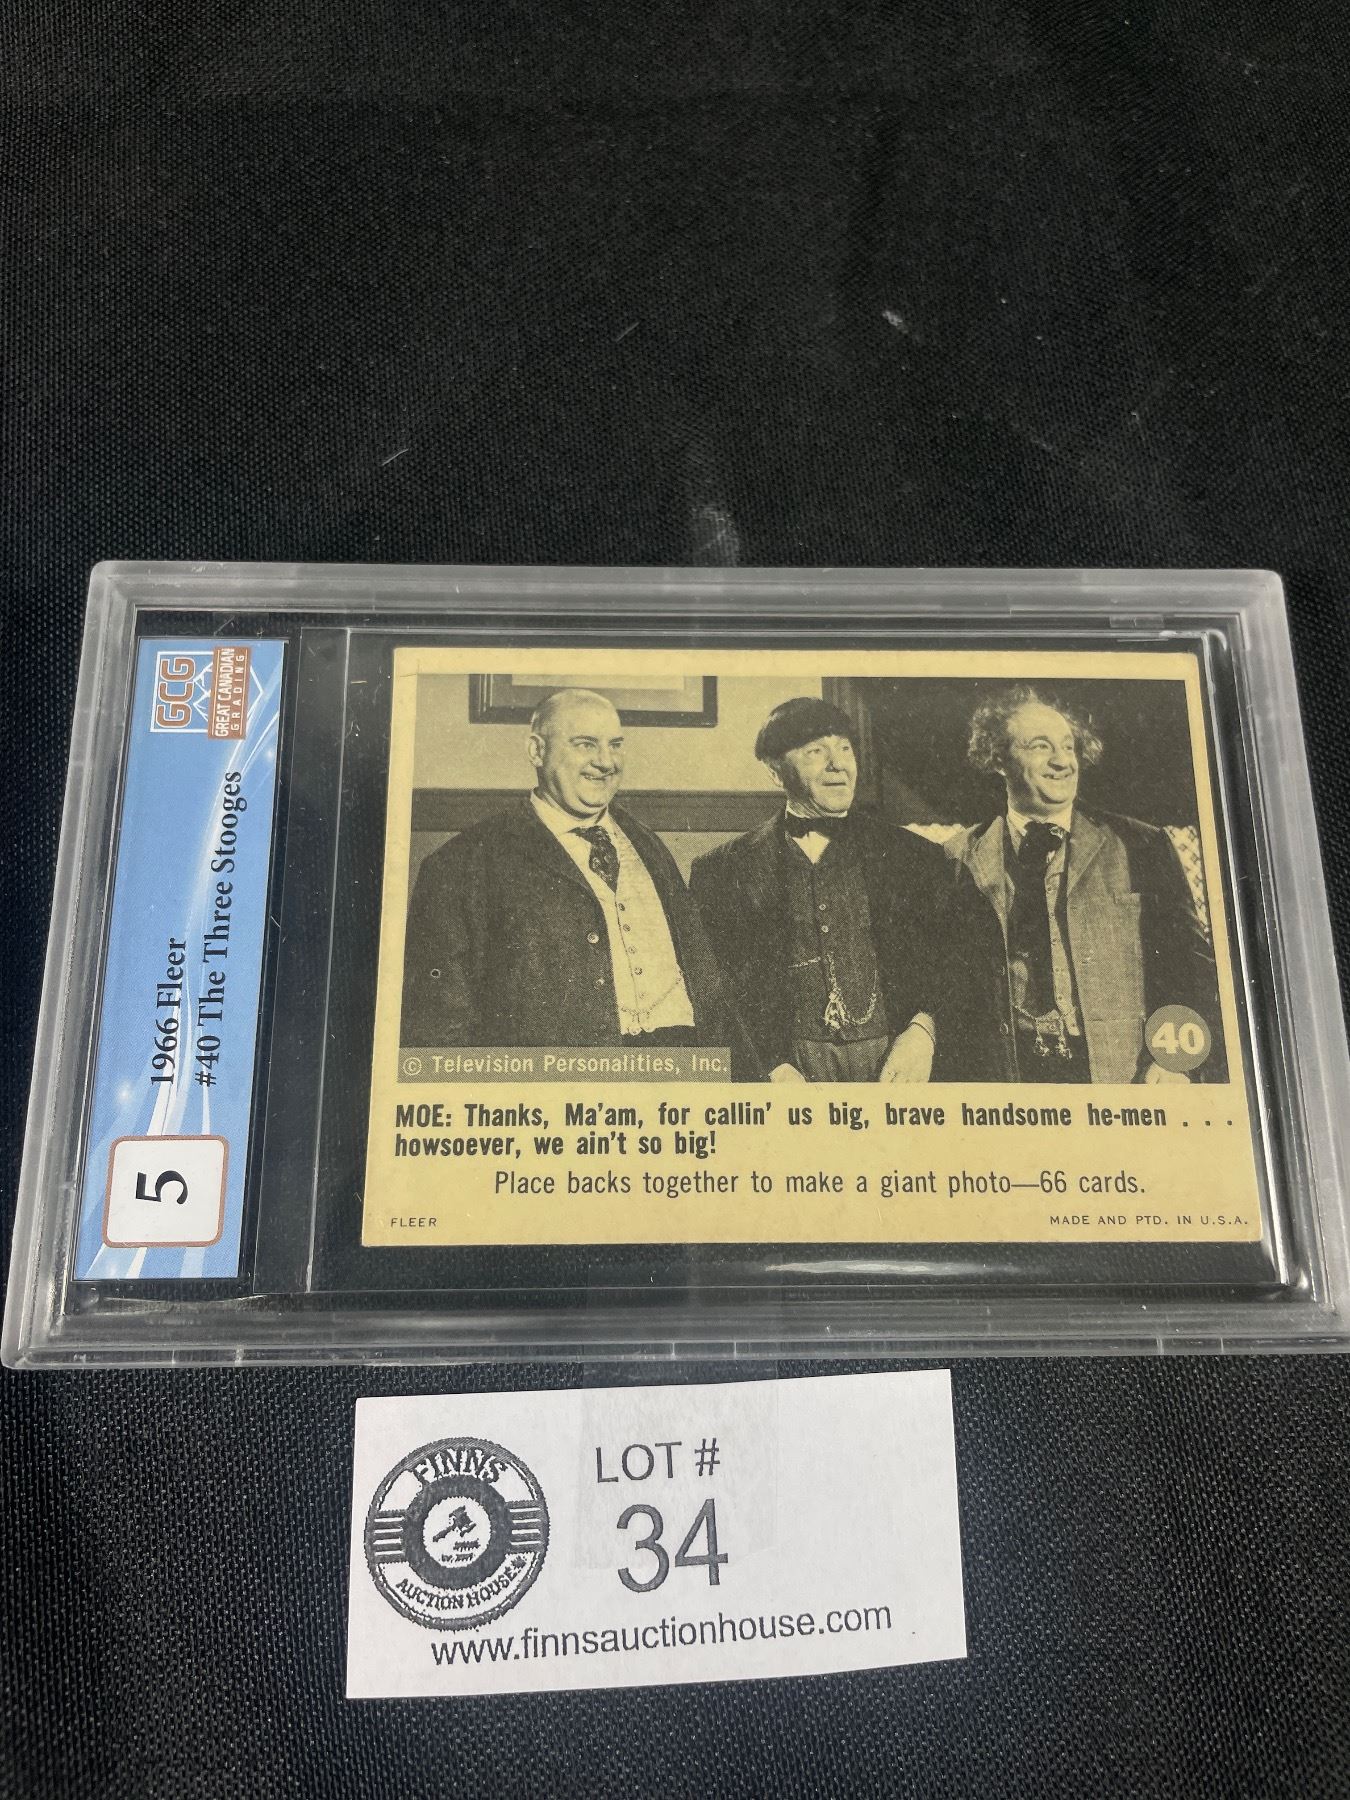 GCG
GREAT CANADIAN
GRADING
1966 Fleer
#40 The Three Stooges
5
40
© Television Personalities, Inc.
MOE: Thanks, Ma'am, for callin' us big, brave handsome he-men . . .
howsoever, we ain't so big!
Place backs together to make a giant photo—66 cards.
FLEER
MADE AND PTD. IN U.S.A.
FINNS
AUCTION HOUSE
LOT #
34
www.finnsauctionhouse.com